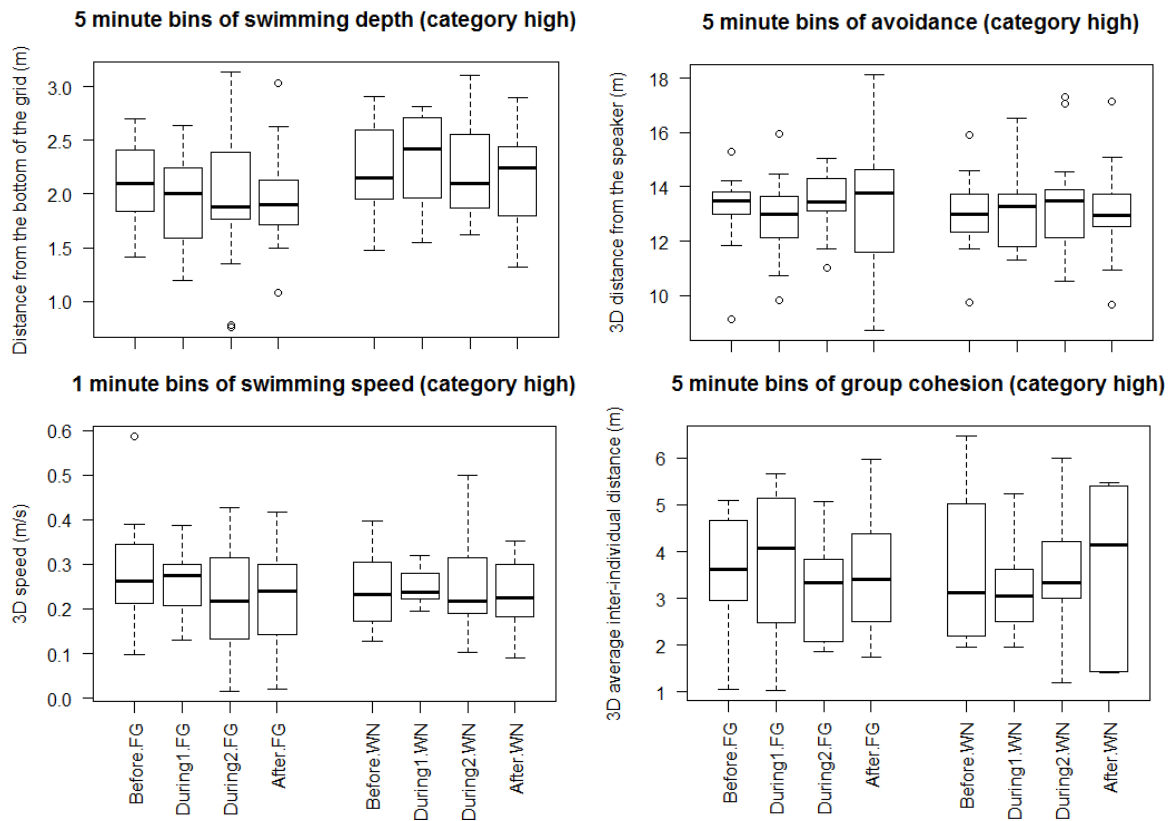 5 minute bins of swimming depth (category high)
Distance from the bottom of the grid (m)
3.0
2.5
2.0
1.5
1.0
5 minute bins of avoidance (category high)
3D distance from the speaker (m)
18
16
14
12
10
1 minute bins of swimming speed (category high)
3D speed (m/s)
0.6
0.5
0.4
0.3
0.2
0.1
0.0
Before.FG
During1.FG
During2.FG
After.FG
Before.WN
During1.WN
During2.WN
After.WN
5 minute bins of group cohesion (category high)
3D average inter-individual distance (m)
6
5
4
3
2
1
Before.FG
During1.FG
During2.FG
After.FG
Before.WN
During1.WN
During2.WN
After.WN